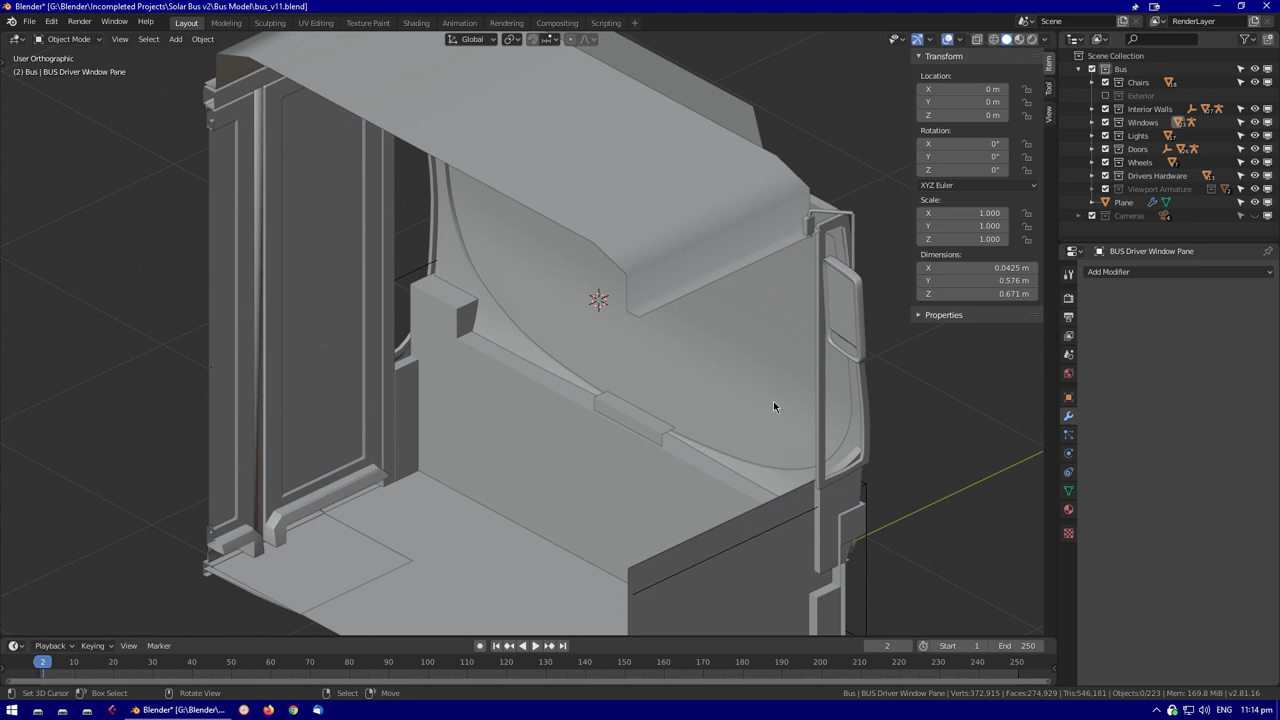 Blender* [G:\Blender\Incompleted Projects\Solar Bus v2\Bus Model\bus_v11.blend]
File Edit Render Window Help Layout Modeling Sculpting UV Editing Texture Paint Shading Animation Rendering Compositing Scripting + Scene RenderLayer
Object Mode View Select Add Object Global
User Orthographic
(2) Bus | BUS Driver Window Pane
Transform
Location:
X 0 m
Y 0 m
Z 0 m
Rotation:
X 0°
Y 0°
Z 0°
XYZ Euler
Scale:
X 1.000
Y 1.000
Z 1.000
Dimensions:
X 0.0425 m
Y 0.576 m
Z 0.671 m
Properties
Item
Tool
View
Scene Collection
Bus
Chairs
Exterior
Interior Walls
Windows
Lights
Doors
Wheels
Drivers Hardware
Viewport Armature
Plane
Cameras
BUS Driver Window Pane
Add Modifier
Playback Keying View Marker 2 Start 1 End 250
2 10 20 30 40 50 60 70 80 90 100 110 120 130 140 150 160 170 180 190 200 210 220 230 240 250
Set 3D Cursor Box Select Rotate View Select Move Bus | BUS Driver Window Pane | Verts:372,915 | Faces:274,929 | Tris:546,181 | Objects:0/223 | Mem: 169.8 MiB | v2.81.16
Blender* [G:\Blend... ENG 11:14 pm